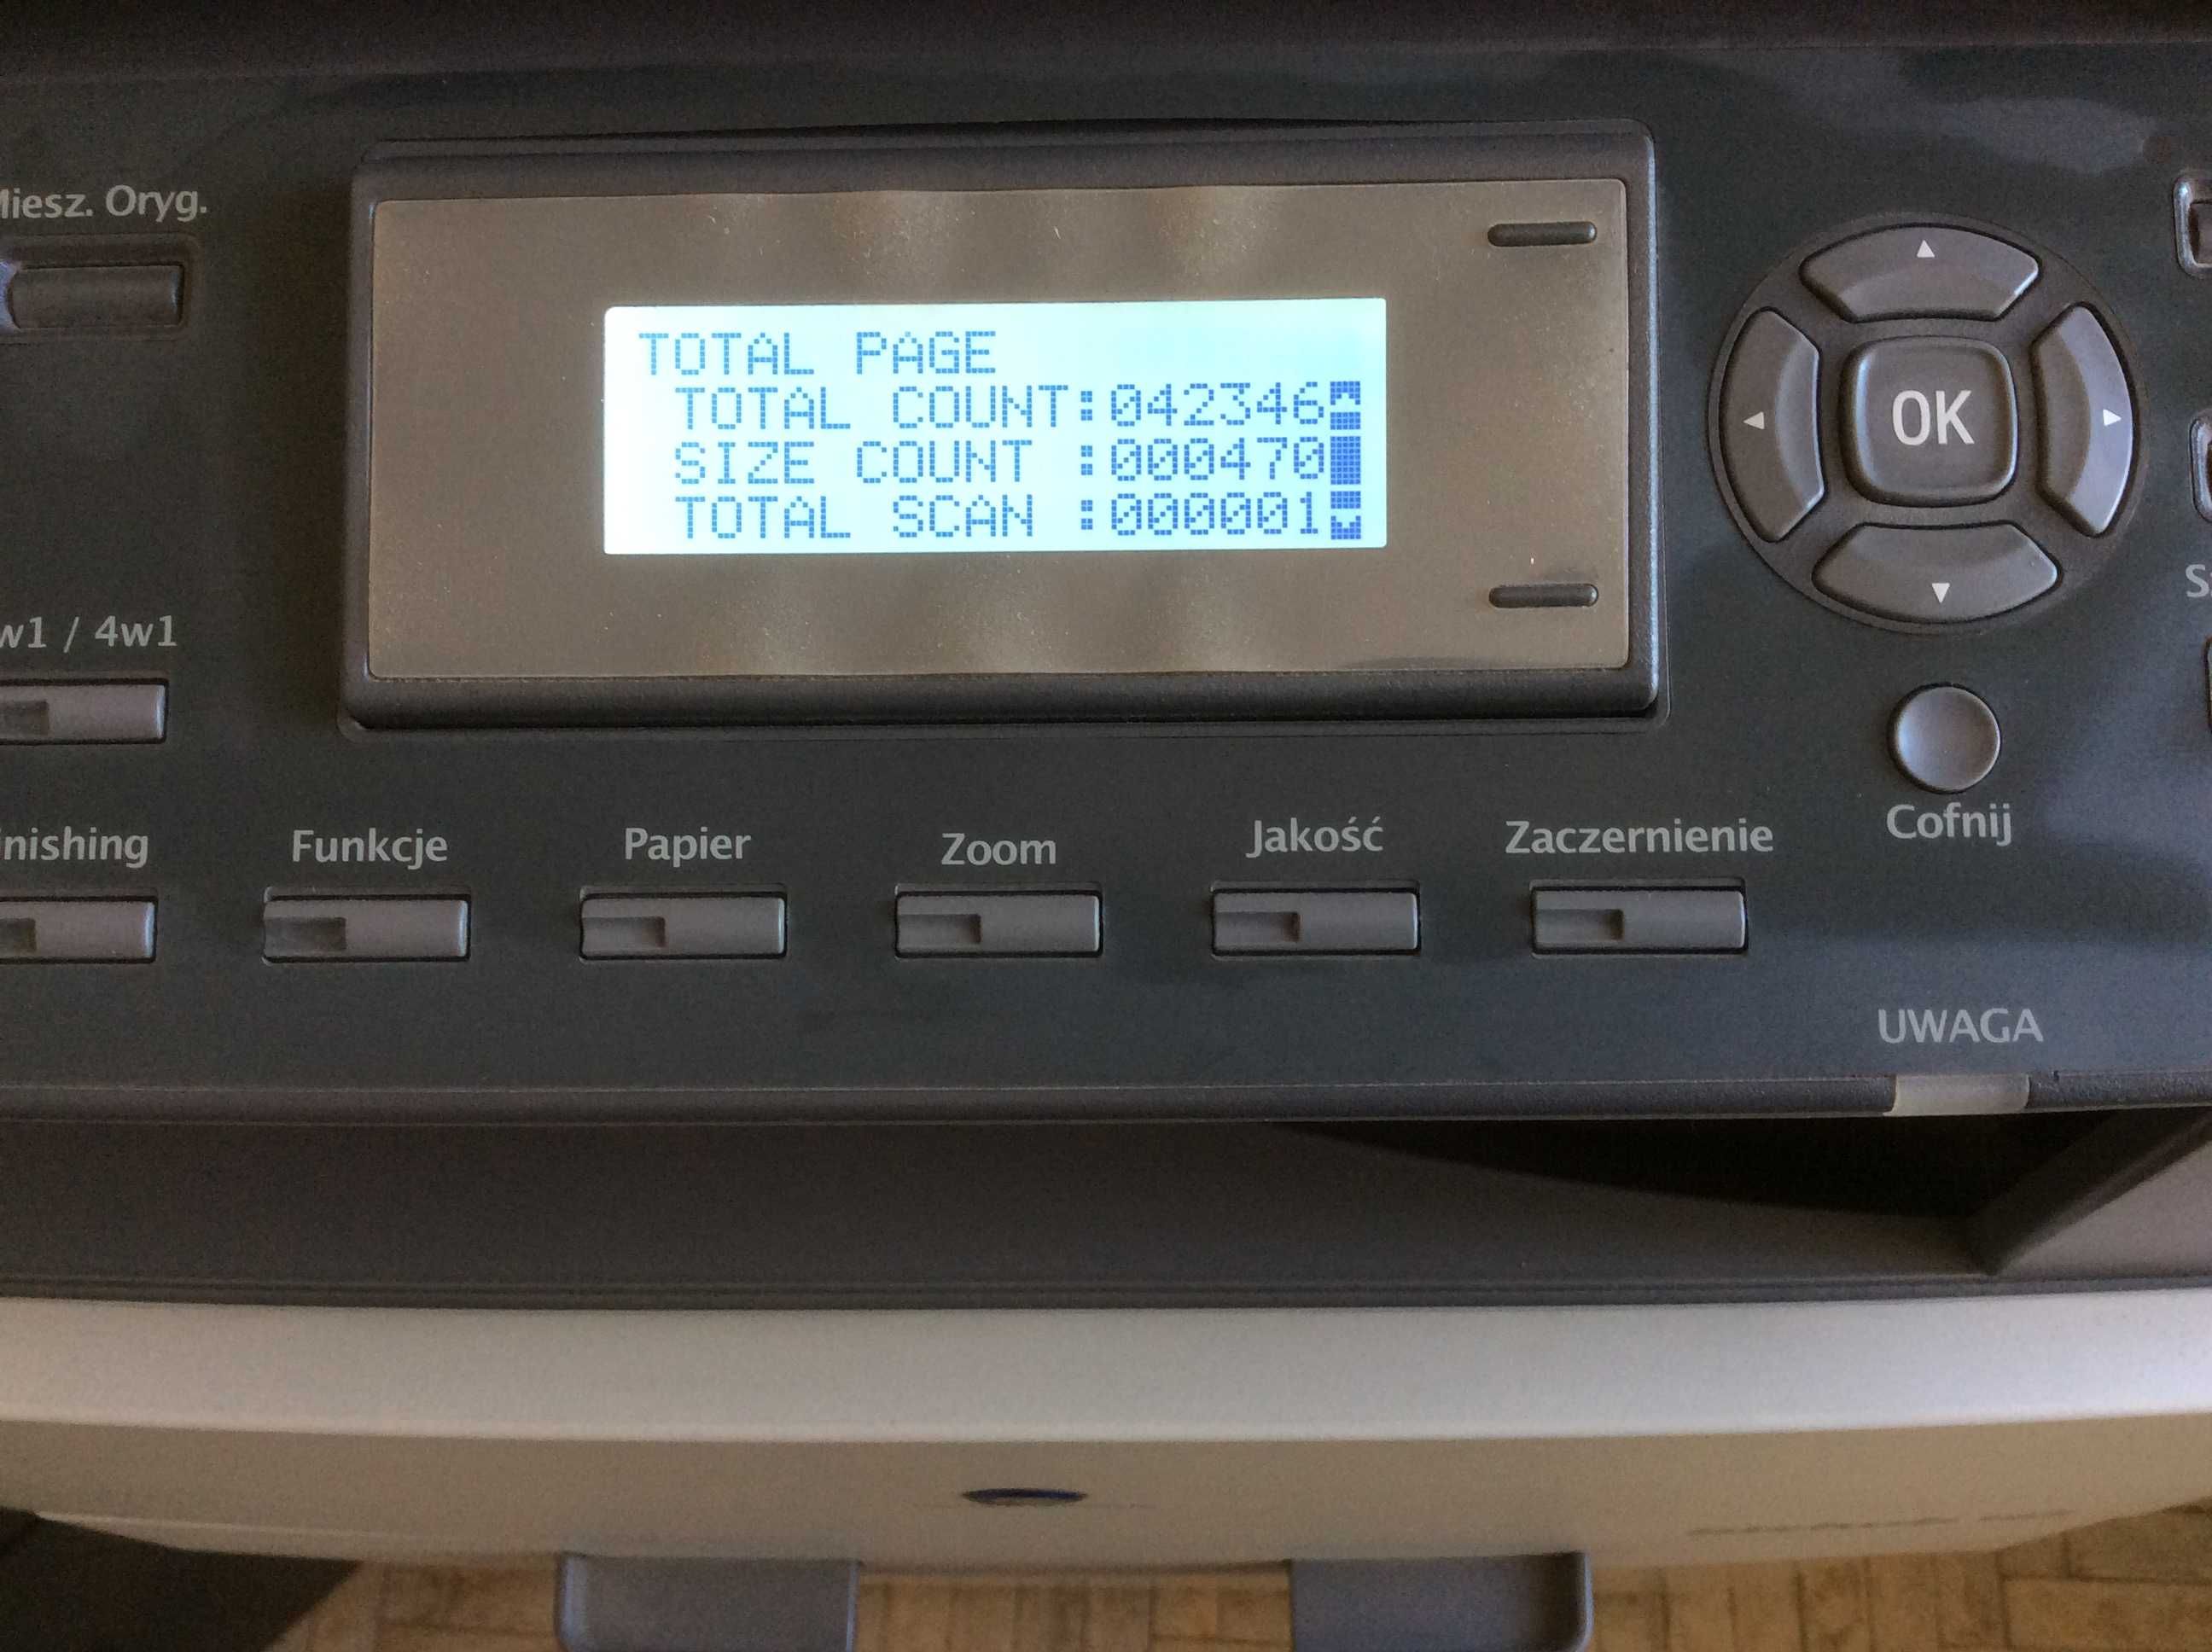 Miesz. Oryg.
TOTAL PAGE
TOTAL COUNT:042346
SIZE COUNT :000470
TOTAL SCAN :000001
OK
w1 / 4w1
Cofnij
nishing
Funkcje
Papier
Zoom
Jakość
Zaczernienie
UWAGA